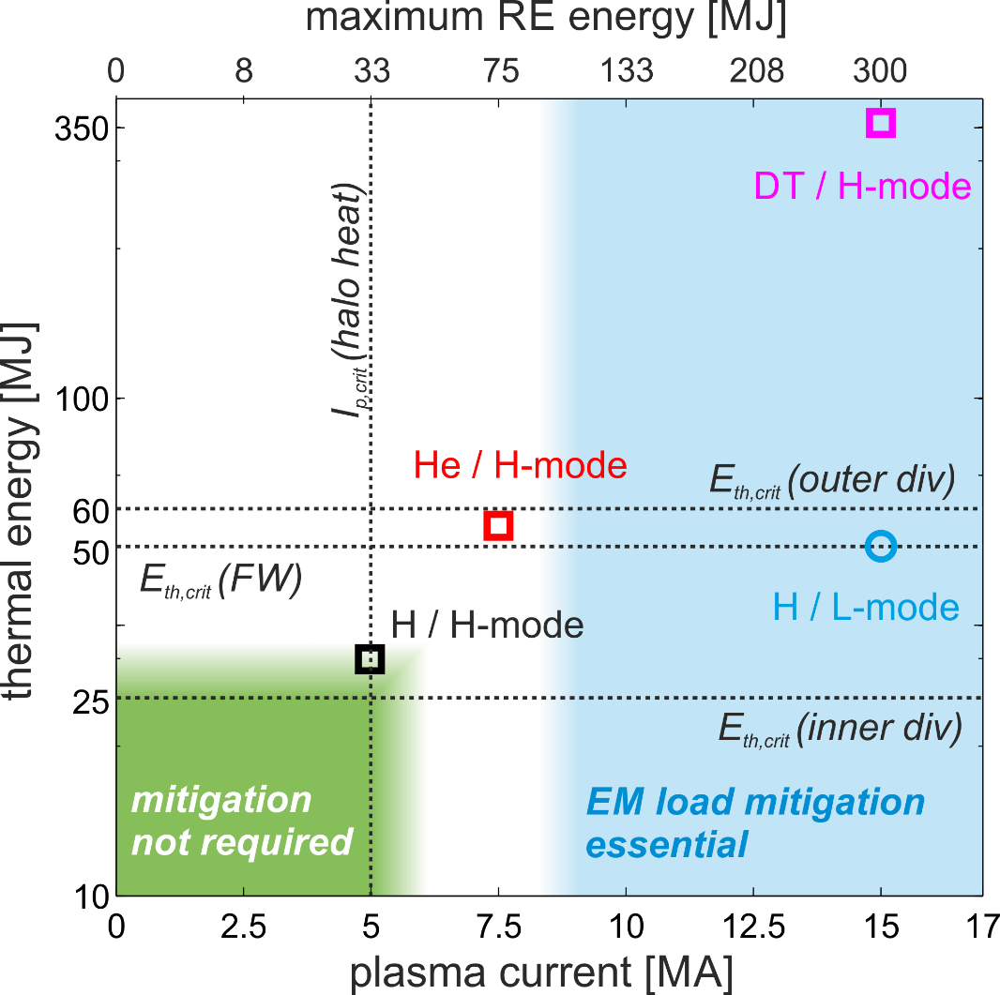 maximum RE energy [MJ]
0 8 33 75 133 208 300
350
DT / H-mode
I_p,crit (halo heat)
thermal energy [MJ]
100
He / H-mode
E_th,crit (outer div)
60
50
E_th,crit (FW)
H / L-mode
H / H-mode
25
E_th,crit (inner div)
mitigation
not required
EM load mitigation
essential
10
0 2.5 5 7.5 10 12.5 15 17
plasma current [MA]